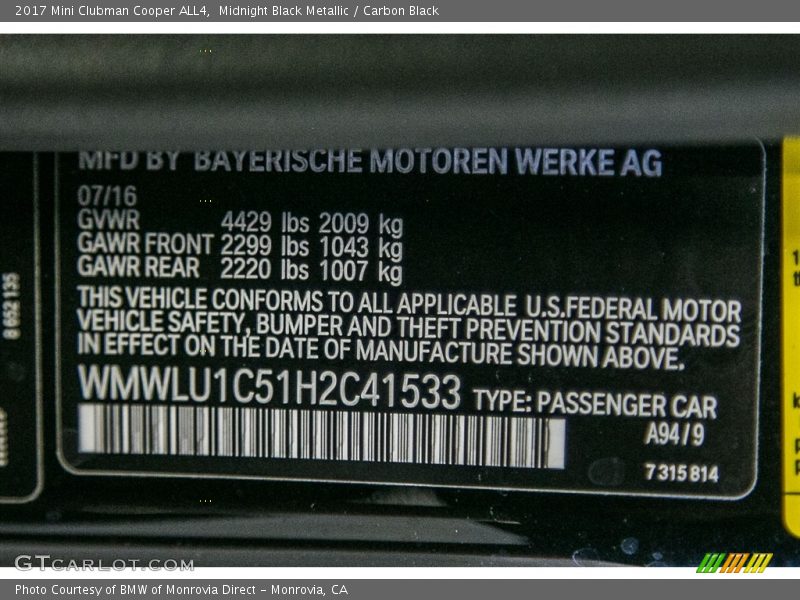 2017 Mini Clubman Cooper ALL4,  Midnight Black Metallic / Carbon Black
MFD BY BAYERISCHE MOTOREN WERKE AG
07/16
GVWR 4429 lbs 2009 kg
GAWR FRONT 2299 lbs 1043 kg
GAWR REAR 2220 lbs 1007 kg
THIS VEHICLE CONFORMS TO ALL APPLICABLE U.S.FEDERAL MOTOR
VEHICLE SAFETY, BUMPER AND THEFT PREVENTION STANDARDS
IN EFFECT ON THE DATE OF MANUFACTURE SHOWN ABOVE.
WMWLU1C51H2C41533 TYPE: PASSENGER CAR
A94/9
7315814
8 652 135
GTCARLOT.COM
Photo Courtesy of BMW of Monrovia Direct - Monrovia, CA